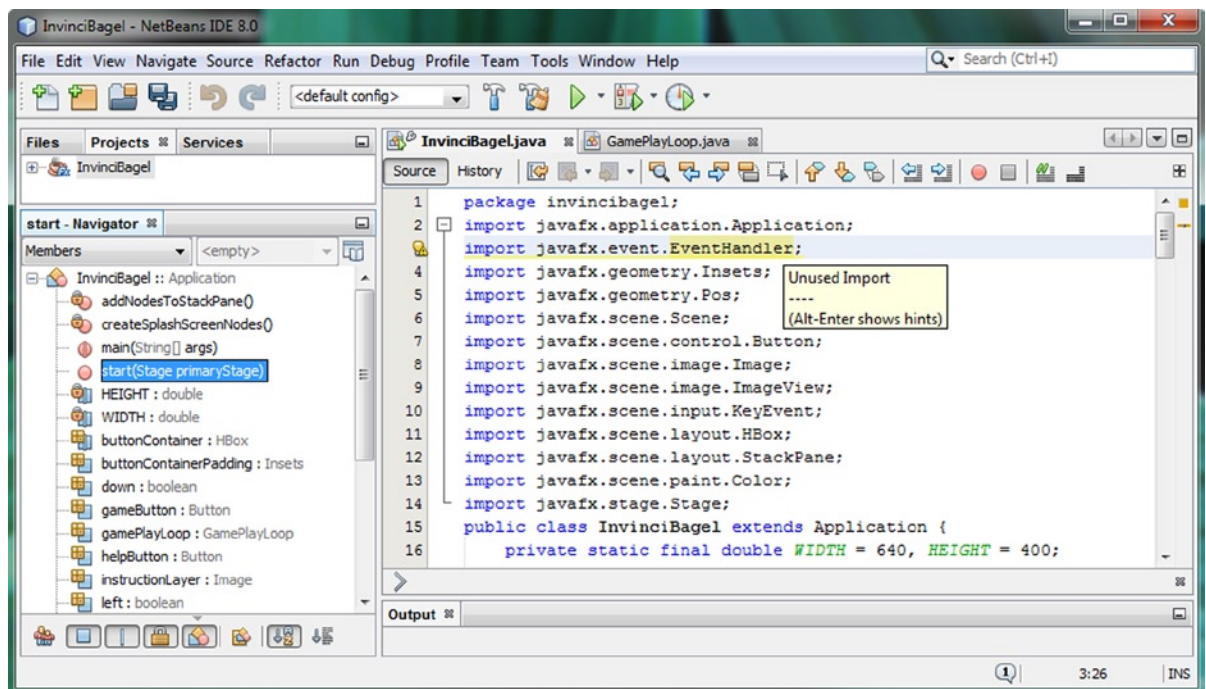 InvinciBagel - NetBeans IDE 8.0
File Edit View Navigate Source Refactor Run Debug Profile Team Tools Window Help
Search (Ctrl+I)
<default config>
Files Projects Services
InvinciBagel
start - Navigator
Members <empty>
InvinciBagel :: Application
addNodesToStackPane()
createSplashScreenNodes()
main(String[] args)
start(Stage primaryStage)
HEIGHT : double
WIDTH : double
buttonContainer : HBox
buttonContainerPadding : Insets
down : boolean
gameButton : Button
gamePlayLoop : GamePlayLoop
helpButton : Button
instructionLayer : Image
left : boolean
InvinciBagel.java GamePlayLoop.java
Source History
1 package invincibagel;
2 import javafx.application.Application;
import javafx.event.EventHandler;
4 import javafx.geometry.Insets;
5 import javafx.geometry.Pos;
6 import javafx.scene.Scene;
7 import javafx.scene.control.Button;
8 import javafx.scene.image.Image;
9 import javafx.scene.image.ImageView;
10 import javafx.scene.input.KeyEvent;
11 import javafx.scene.layout.HBox;
12 import javafx.scene.layout.StackPane;
13 import javafx.scene.paint.Color;
14 import javafx.stage.Stage;
15 public class InvinciBagel extends Application {
16 private static final double WIDTH = 640, HEIGHT = 400;
Unused Import
----
(Alt-Enter shows hints)
Output
1 3:26 INS